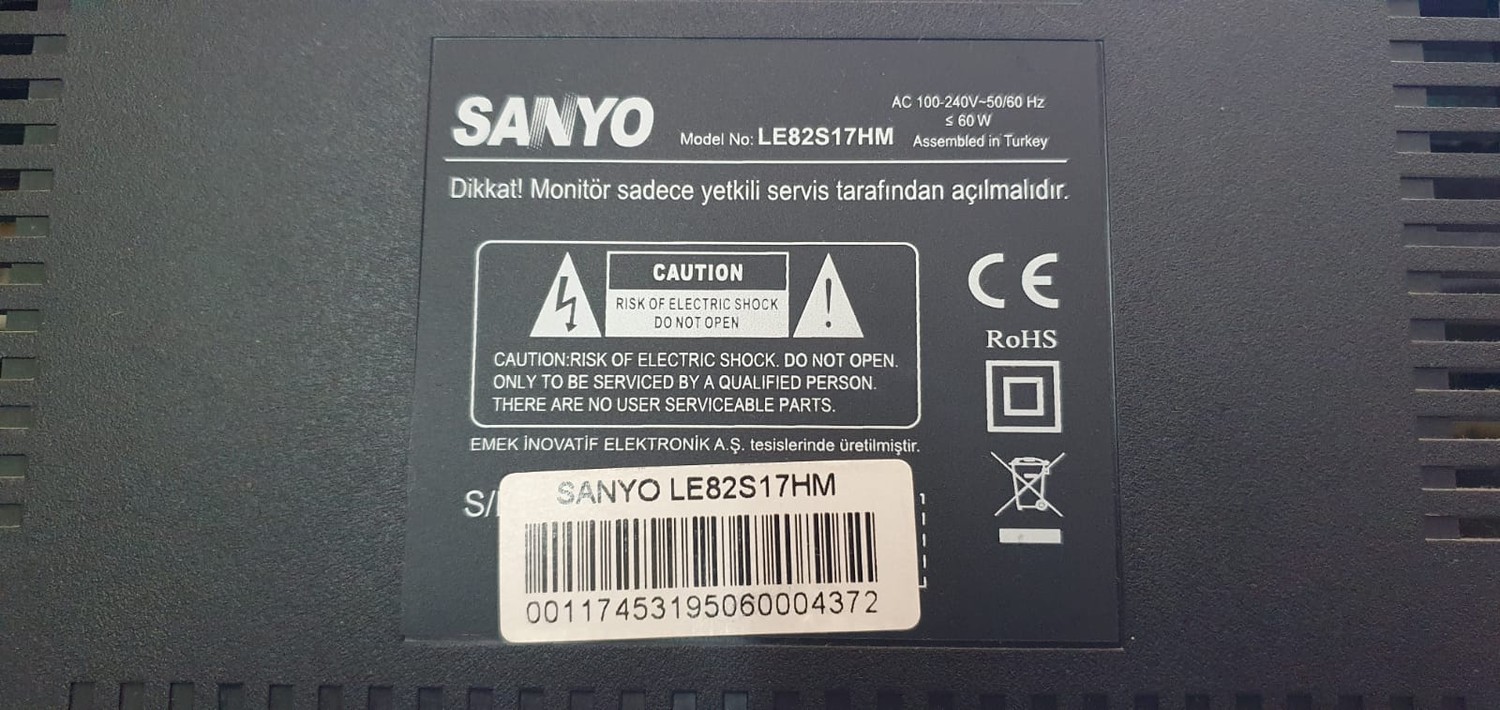 SANYO
Model No: LE82S17HM
AC 100-240V~50/60 Hz
≤ 60 W
Assembled in Turkey
Dikkat! Monitör sadece yetkili servis tarafından açılmalıdır.
CAUTION
RISK OF ELECTRIC SHOCK
DO NOT OPEN
CAUTION:RISK OF ELECTRIC SHOCK. DO NOT OPEN.
ONLY TO BE SERVICED BY A QUALIFIED PERSON.
THERE ARE NO USER SERVICEABLE PARTS.
CE
RoHS
EMEK İNOVATİF ELEKTRONİK A.Ş. tesislerinde üretilmiştir.
S/
SANYO LE82S17HM
00117453195060004372